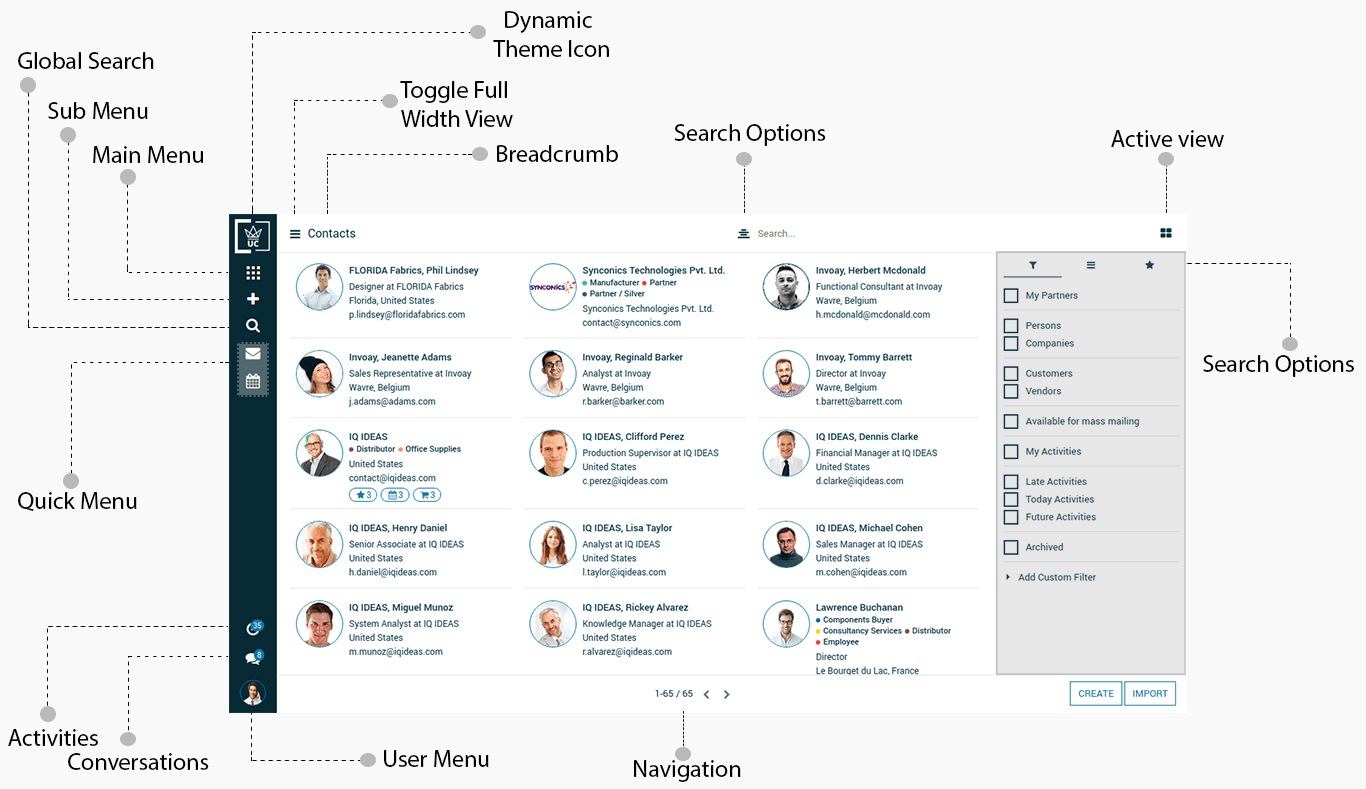 Dynamic
Theme Icon
Global Search
Toggle Full
Width View
Sub Menu
Search Options
Active view
Main Menu
Breadcrumb
UC
Contacts
Search...
FLORIDA Fabrics, Phil Lindsey
Designer at FLORIDA Fabrics
Florida, United States
p.lindsey@floridafabrics.com
SYNCONICS
Synconics Technologies Pvt. Ltd.
Manufacturer Partner
Partner / Silver
Synconics Technologies Pvt. Ltd.
contact@synconics.com
Invoay, Herbert Mcdonald
Functional Consultant at Invoay
Wavre, Belgium
h.mcdonald@mcdonald.com
Invoay, Jeanette Adams
Sales Representative at Invoay
Wavre, Belgium
j.adams@adams.com
Invoay, Reginald Barker
Analyst at Invoay
Wavre, Belgium
r.barker@barker.com
Invoay, Tommy Barrett
Director at Invoay
Wavre, Belgium
t.barrett@barrett.com
IQ IDEAS
Distributor Office Supplies
United States
contact@iqideas.com
3 3 3
IQ IDEAS, Clifford Perez
Production Supervisor at IQ IDEAS
United States
c.perez@iqideas.com
IQ IDEAS, Dennis Clarke
Financial Manager at IQ IDEAS
United States
d.clarke@iqideas.com
IQ IDEAS, Henry Daniel
Senior Associate at IQ IDEAS
United States
h.daniel@iqideas.com
IQ IDEAS, Lisa Taylor
Analyst at IQ IDEAS
United States
l.taylor@iqideas.com
IQ IDEAS, Michael Cohen
Sales Manager at IQ IDEAS
United States
m.cohen@iqideas.com
IQ IDEAS, Miguel Munoz
System Analyst at IQ IDEAS
United States
m.munoz@iqideas.com
IQ IDEAS, Rickey Alvarez
Knowledge Manager at IQ IDEAS
United States
r.alvarez@iqideas.com
Lawrence Buchanan
Components Buyer
Consultancy Services Distributor
Employee
Director
Le Bourget du Lac, France
My Partners
Persons
Companies
Customers
Vendors
Available for mass mailing
My Activities
Late Activities
Today Activities
Future Activities
Archived
Add Custom Filter
Search Options
Quick Menu
35
8
1-65 / 65
CREATE
IMPORT
Activities
Conversations
User Menu
Navigation